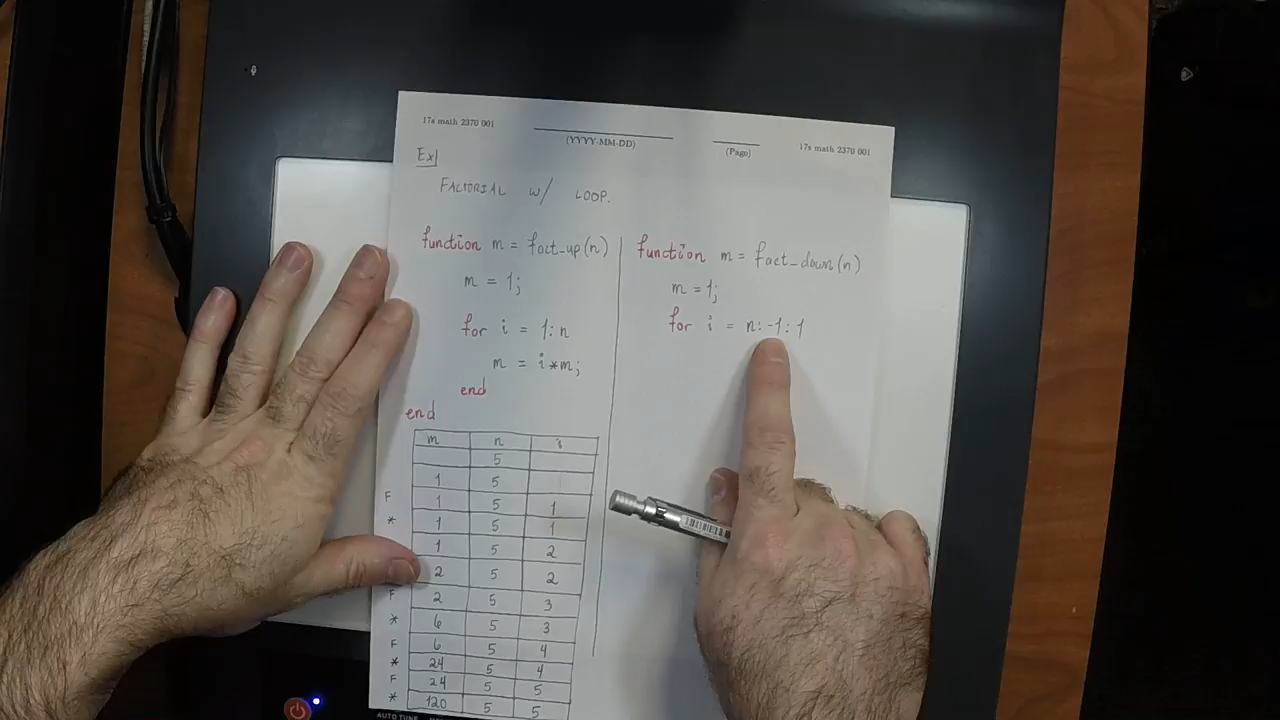 17s math 2370 001
(YYYY-MM-DD)
(Page)
17s math 2370 001
Ex|
FACTORIAL W/ LOOP.
function m = fact_up(n)
m = 1;
for i = 1:n
m = i*m;
end
end
m n i
5
1 5
F 1 5 1
* 1 5 1
1 5 2
2 5 2
F 2 5 3
* 6 5 3
F 6 5 4
* 24 5 4
F 24 5 5
* 120 5 5
function m = fact_down(n)
m = 1;
for i = n:-1:1
AUTO TUNE